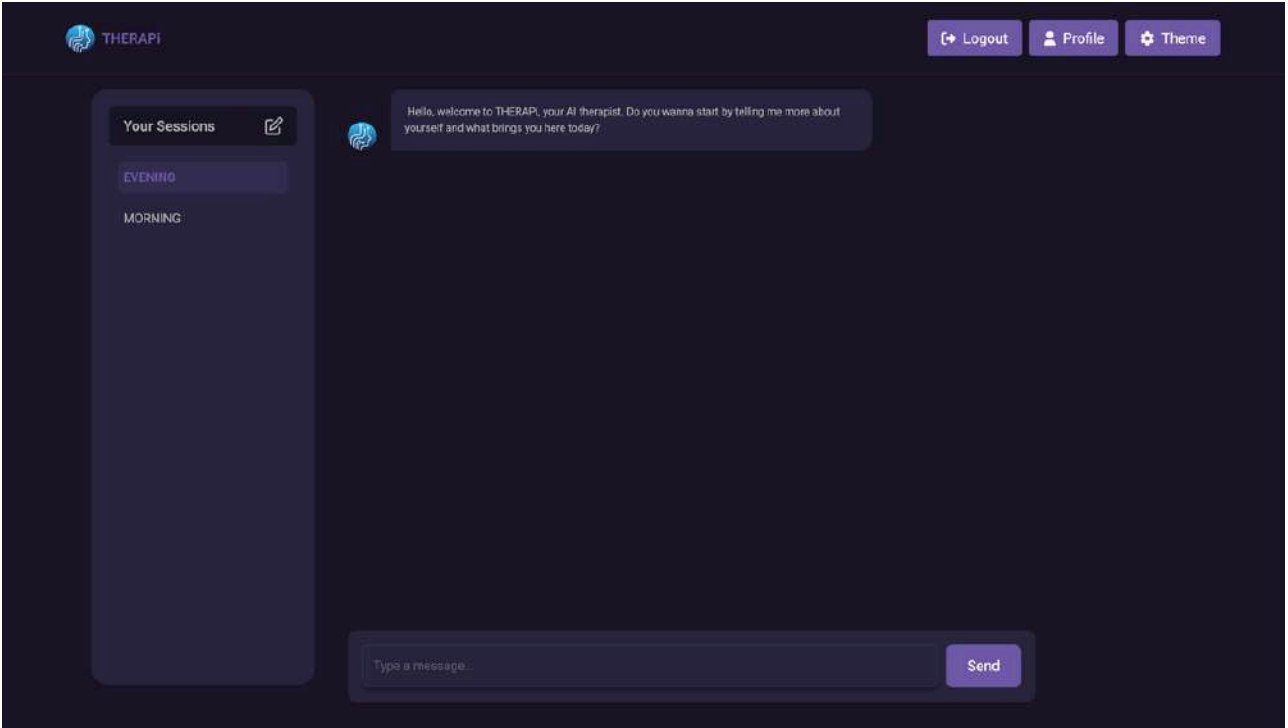 THERAPi
Logout
Profile
Theme
Your Sessions
EVENING
MORNING
Hello, welcome to THERAPi, your AI therapist. Do you wanna start by telling me more about
yourself and what brings you here today?
Type a message...
Send